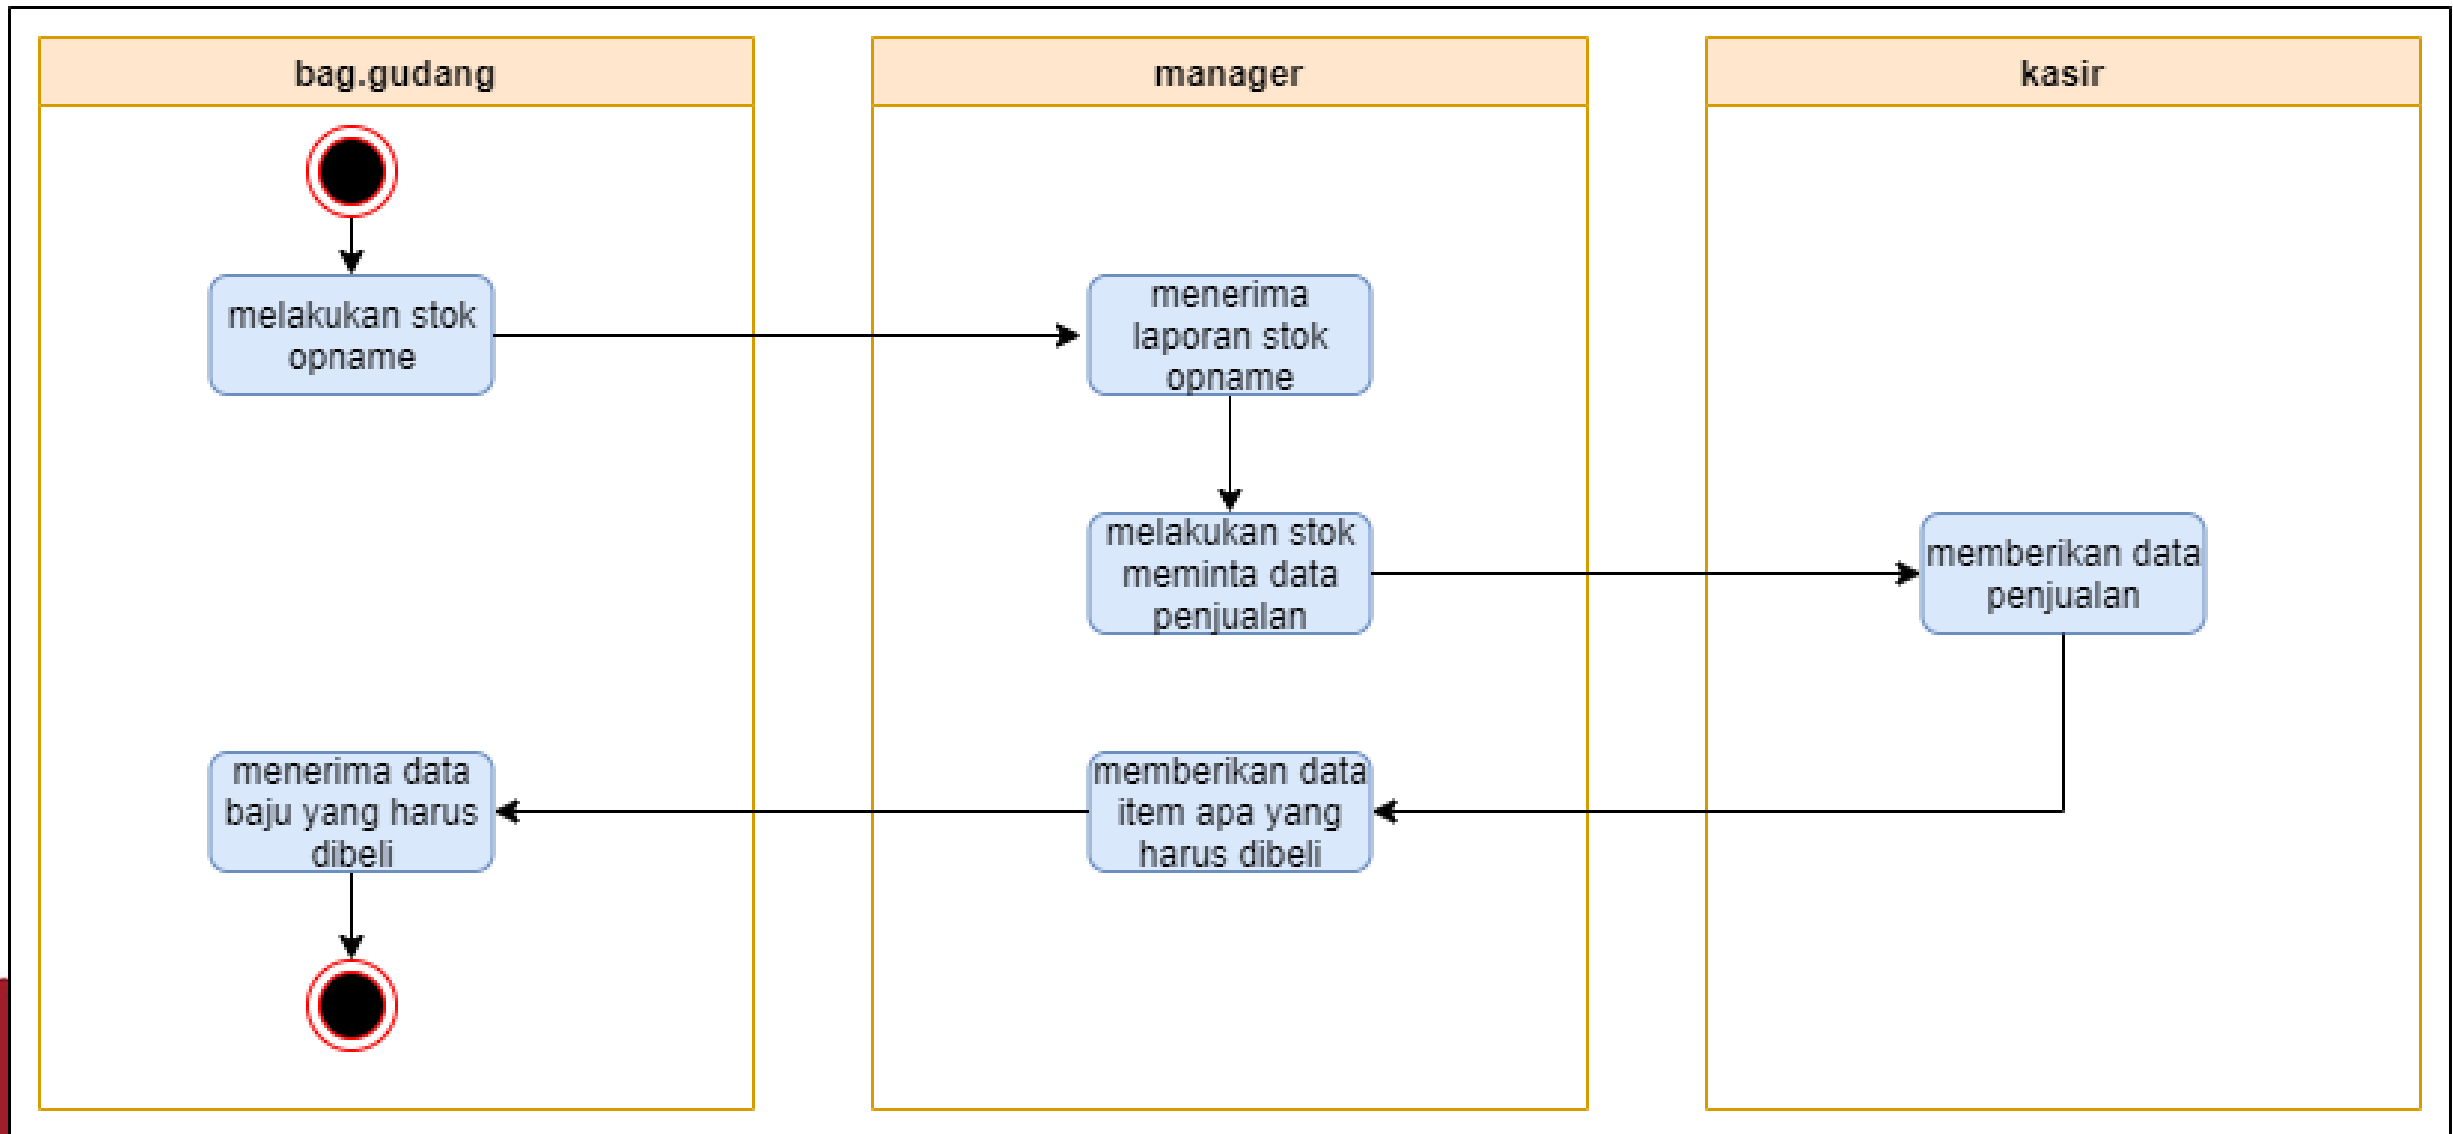 bag.gudang
manager
kasir
melakukan stok
opname
menerima
laporan stok
opname
melakukan stok
meminta data
penjualan
memberikan data
penjualan
menerima data
baju yang harus
dibeli
memberikan data
item apa yang
harus dibeli